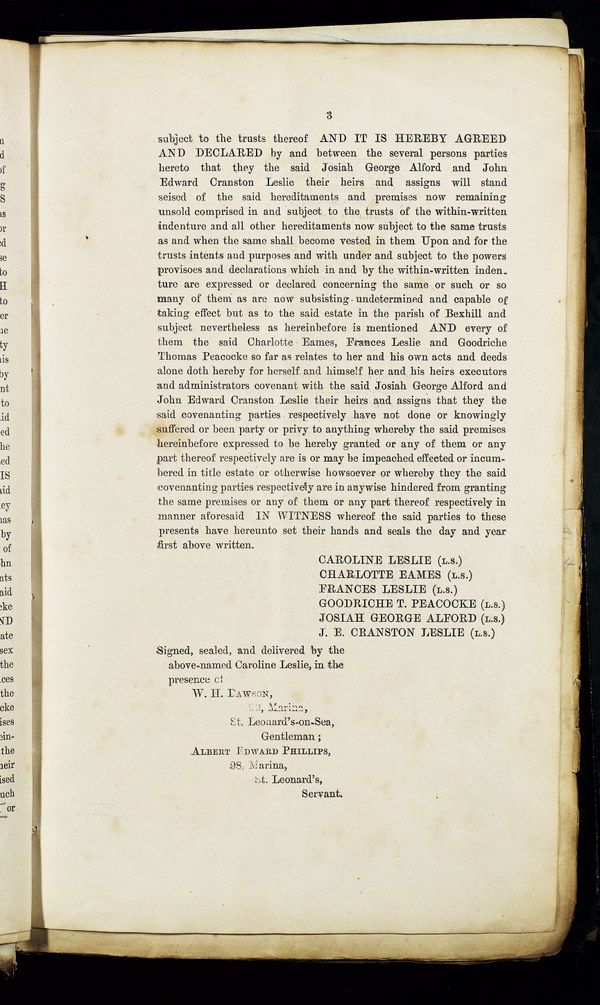 3
subject to the trusts thereof AND IT IS HEREBY AGREED
AND DECLARED by and between the several persons parties
hereto that they the said Josiah George Alford and John
Edward Cranston Leslie their heirs and assigns will stand
seised of the said hereditaments and premises now remaining
unsold comprised in and subject to the trusts of the within-written
indenture and all other hereditaments now subject to the same trusts
as and when the same shall become vested in them Upon and for the
trusts intents and purposes and with under and subject to the powers
provisoes and declarations which in and by the within-written inden-
ture are expressed or declared concerning the same or such or so
many of them as are now subsisting undetermined and capable of
taking effect but as to the said estate in the parish of Bexhill and
subject nevertheless as hereinbefore is mentioned AND every of
them the said Charlotte Eames, Frances Leslie and Goodriche
Thomas Peacocke so far as relates to her and his own acts and deeds
alone doth hereby for herself and himself her and his heirs executors
and administrators covenant with the said Josiah George Alford and
John Edward Cranston Leslie their heirs and assigns that they the
said covenanting parties respectively have not done or knowingly
suffered or been party or privy to anything whereby the said premises
hereinbefore expressed to be hereby granted or any of them or any
part thereof respectively are is or may be impeached effected or incum-
bered in title estate or otherwise howsoever or whereby they the said
covenanting parties respectively are in anywise hindered from granting
the same premises or any of them or any part thereof respectively in
manner aforesaid IN WITNESS whereof the said parties to these
presents have hereunto set their hands and seals the day and year
first above written.
CAROLINE LESLIE (L.S.)
CHARLOTTE EAMES (L.S.)
FRANCES LESLIE (L.S.)
GOODRICHE T. PEACOCKE (L.S.)
JOSIAH GEORGE ALFORD (L.S.)
J. E. CRANSTON LESLIE (L.S.)
Signed, sealed, and delivered by the
above-named Caroline Leslie, in the
presence of
W. H. DAWSON,
Marina,
St. Leonard's-on-Sea,
Gentleman;
ALBERT EDWARD PHILLIPS,
98, Marina,
St. Leonard's,
Servant.